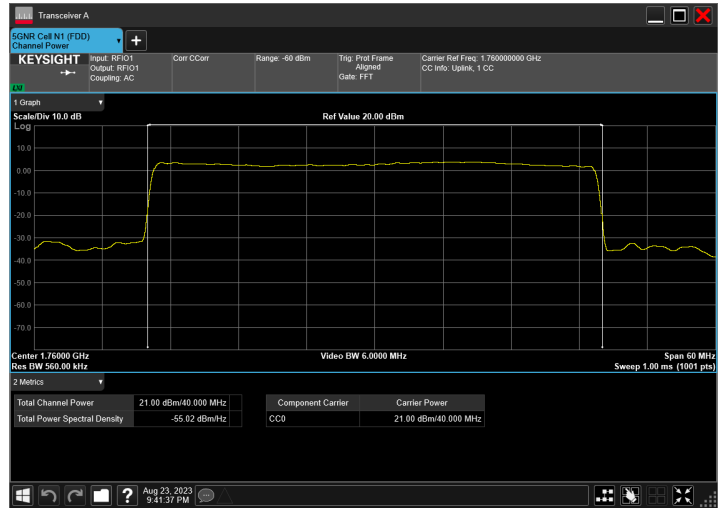 Transceiver A
5GNR Cell N1 (FDD)
Channel Power
KEYSIGHT
Input: RFIO1
Output: RFIO1
Coupling: AC
Corr CCorr
Range: -60 dBm
Trig: Prot Frame
Aligned
Gate: FFT
Carrier Ref Freq: 1.760000000 GHz
CC Info: Uplink, 1 CC
LXI
1 Graph
Scale/Div 10.0 dB
Ref Value 20.00 dBm
Log
10.0
0.00
-10.0
-20.0
-30.0
-40.0
-50.0
-60.0
-70.0
Center 1.76000 GHz
Video BW 6.0000 MHz
Span 60 MHz
Res BW 560.00 kHz
Sweep 1.00 ms (1001 pts)
2 Metrics
Total Channel Power 21.00 dBm/40.000 MHz
Total Power Spectral Density -55.02 dBm/Hz
Component Carrier Carrier Power
CC0 21.00 dBm/40.000 MHz
?
Aug 23, 2023
9:41:37 PM